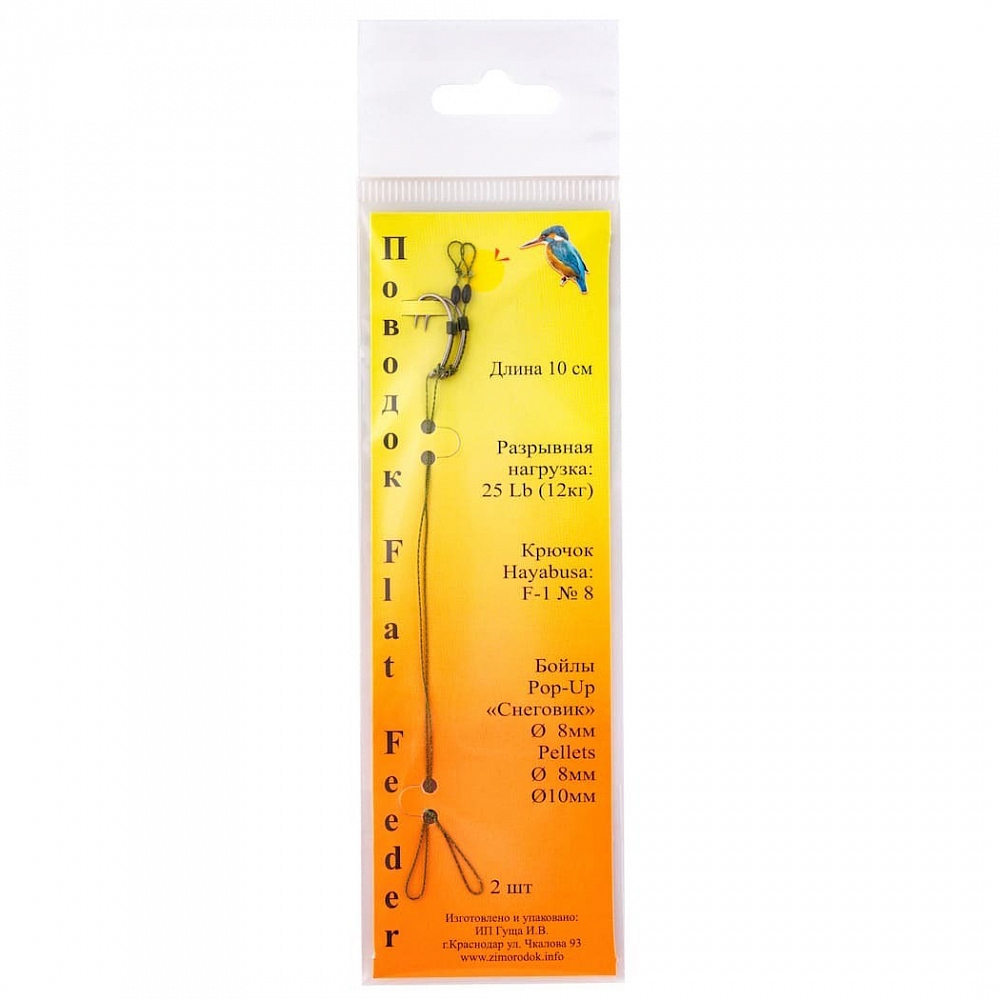 Поводок Flat Feeder
Длина 10 см
Разрывная
нагрузка:
25 Lb (12кг)
Крючок
Hayabusa:
F-1 № 8
Бойлы
Pop-Up
«Снеговик»
Ø 8мм
Pellets
Ø 8мм
Ø10мм
2 шт
Изготовлено и упаковано:
ИП Гуща И.В.
г.Краснодар ул. Чкалова 93
www.zimorodok.info